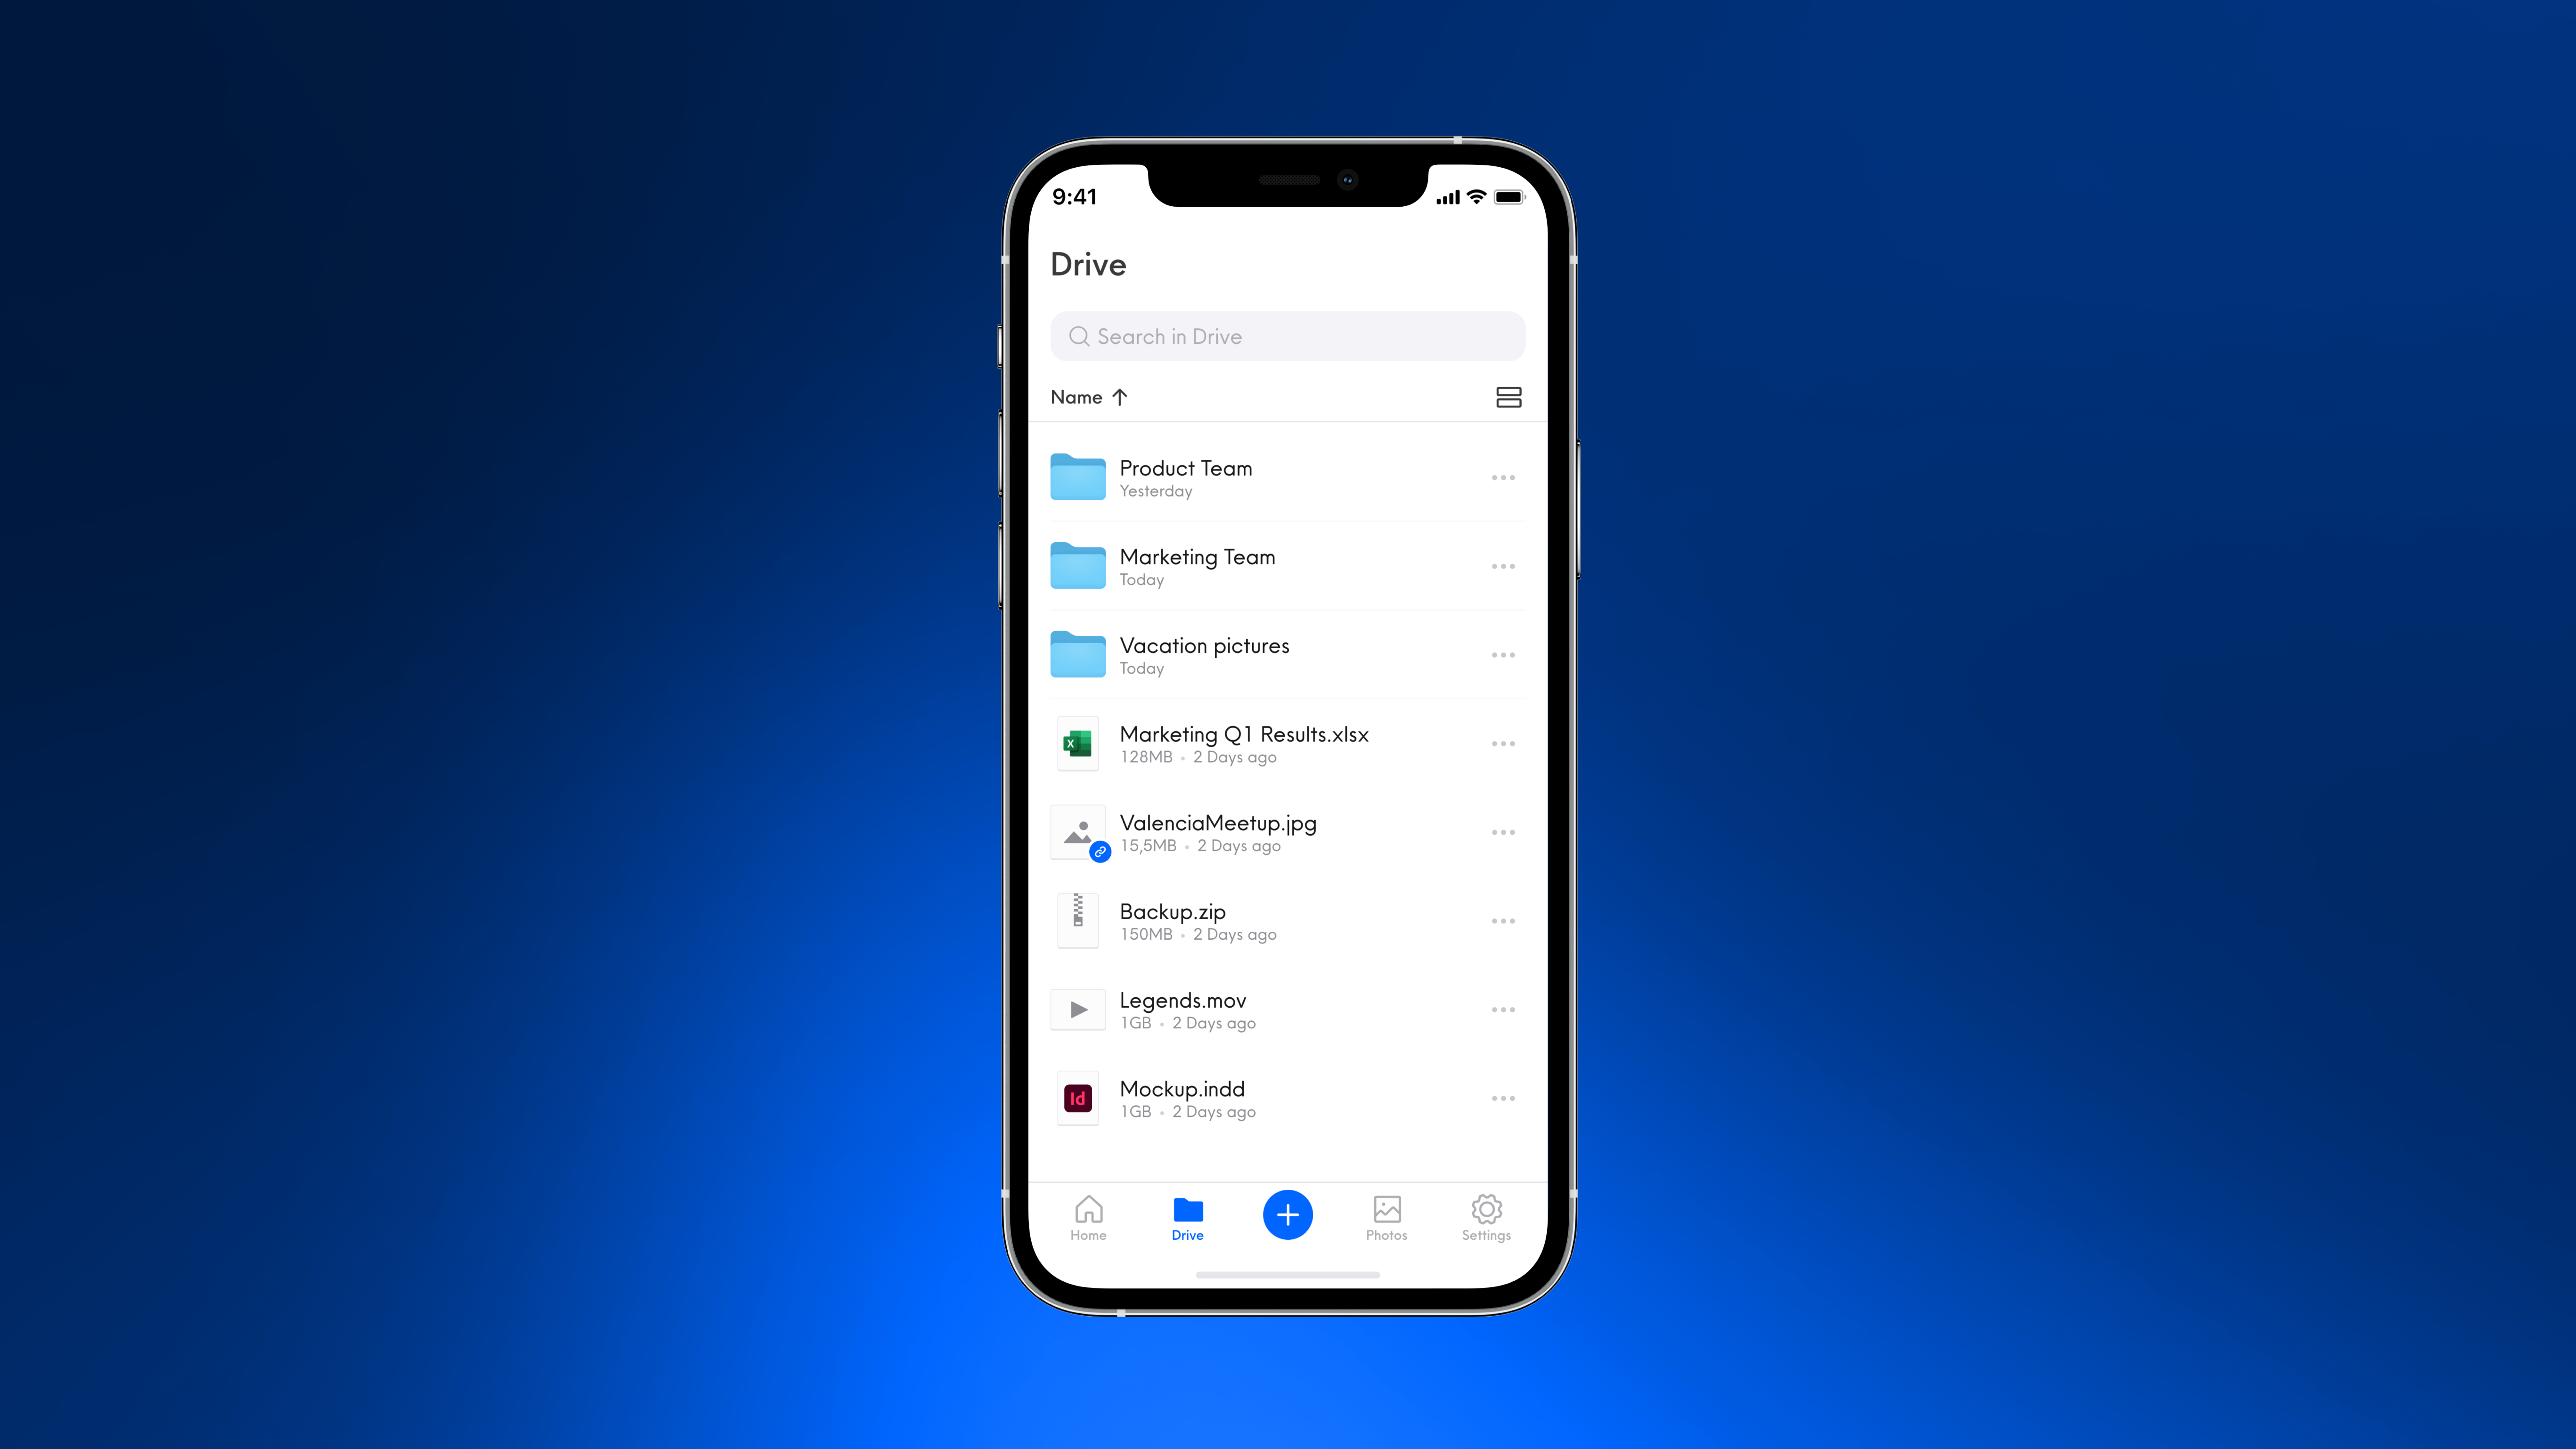 9:41
Drive
Search in Drive
Name
Product Team
Yesterday
Marketing Team
Today
Vacation pictures
Today
X
Marketing Q1 Results.xlsx
128MB • 2 Days ago
ValenciaMeetup.jpg
15,5MB • 2 Days ago
Backup.zip
150MB • 2 Days ago
Legends.mov
1GB • 2 Days ago
Id
Mockup.indd
1GB • 2 Days ago
Home
Drive
Photos
Settings